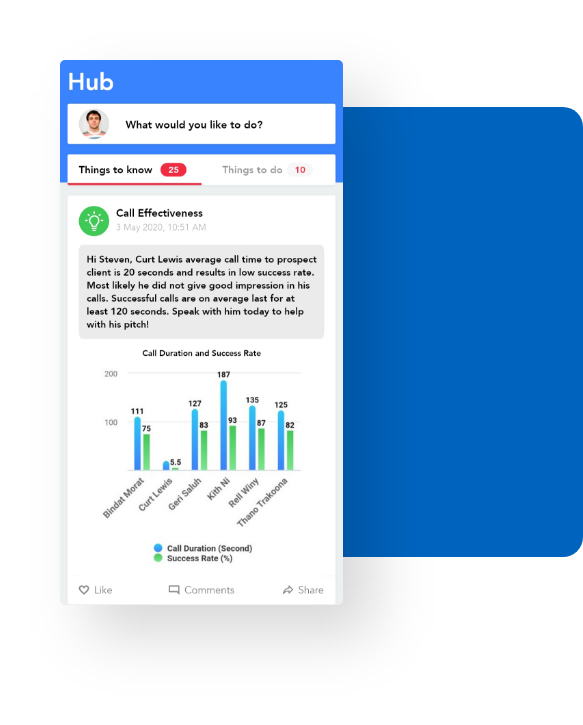 Hub
What would you like to do?
Things to know 25 Things to do 10
Call Effectiveness
3 May 2020, 10:51 AM
Hi Steven, Curt Lewis average call time to prospect
client is 20 seconds and results in low success rate.
Most likely he did not give good impression in his
calls. Successful calls are on average last for at
least 120 seconds. Speak with him today to help
with his pitch!
Call Duration and Success Rate
200
100
111 75
5.5
127 83
187 93
135 87
125 82
Bindat Morat
Curt Lewis
Geri Saluh
Kith Ni
Rell Winy
Thano Trakoona
Call Duration (Second)
Success Rate (%)
Like Comments Share